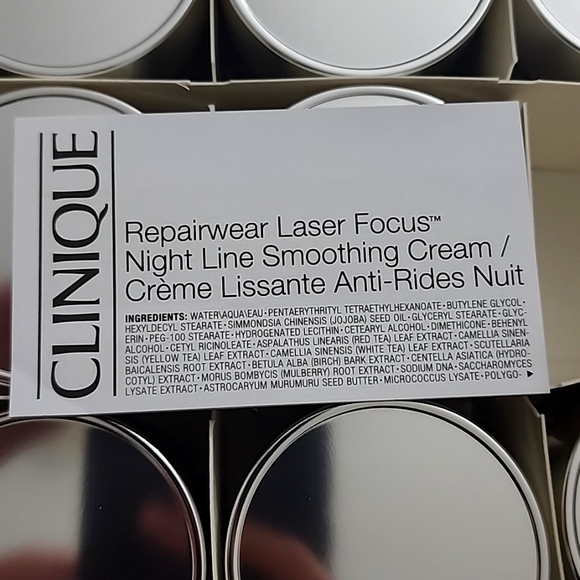 CLINIQUE
Repairwear Laser Focus™
Night Line Smoothing Cream /
Crème Lissante Anti-Rides Nuit
INGREDIENTS: WATER\AQUA\EAU • PENTAERYTHRITYL TETRAETHYLHEXANOATE • BUTYLENE GLYCOL •
HEXYLDECYL STEARATE • SIMMONDSIA CHINENSIS (JOJOBA) SEED OIL • GLYCERYL STEARATE • GLYC-
ERIN • PEG-100 STEARATE • HYDROGENATED LECITHIN • CETEARYL ALCOHOL • DIMETHICONE • BEHENYL
ALCOHOL • CETYL RICINOLEATE • ASPALATHUS LINEARIS (RED TEA) LEAF EXTRACT • CAMELLIA SINEN-
SIS (YELLOW TEA) LEAF EXTRACT • CAMELLIA SINENSIS (WHITE TEA) LEAF EXTRACT • SCUTELLARIA
BAICALENSIS ROOT EXTRACT • BETULA ALBA (BIRCH) BARK EXTRACT • CENTELLA ASIATICA (HYDRO-
COTYL) EXTRACT • MORUS BOMBYCIS (MULBERRY) ROOT EXTRACT • SODIUM DNA • SACCHAROMYCES
LYSATE EXTRACT • ASTROCARYUM MURUMURU SEED BUTTER • MICROCOCCUS LYSATE • POLYGO- ►